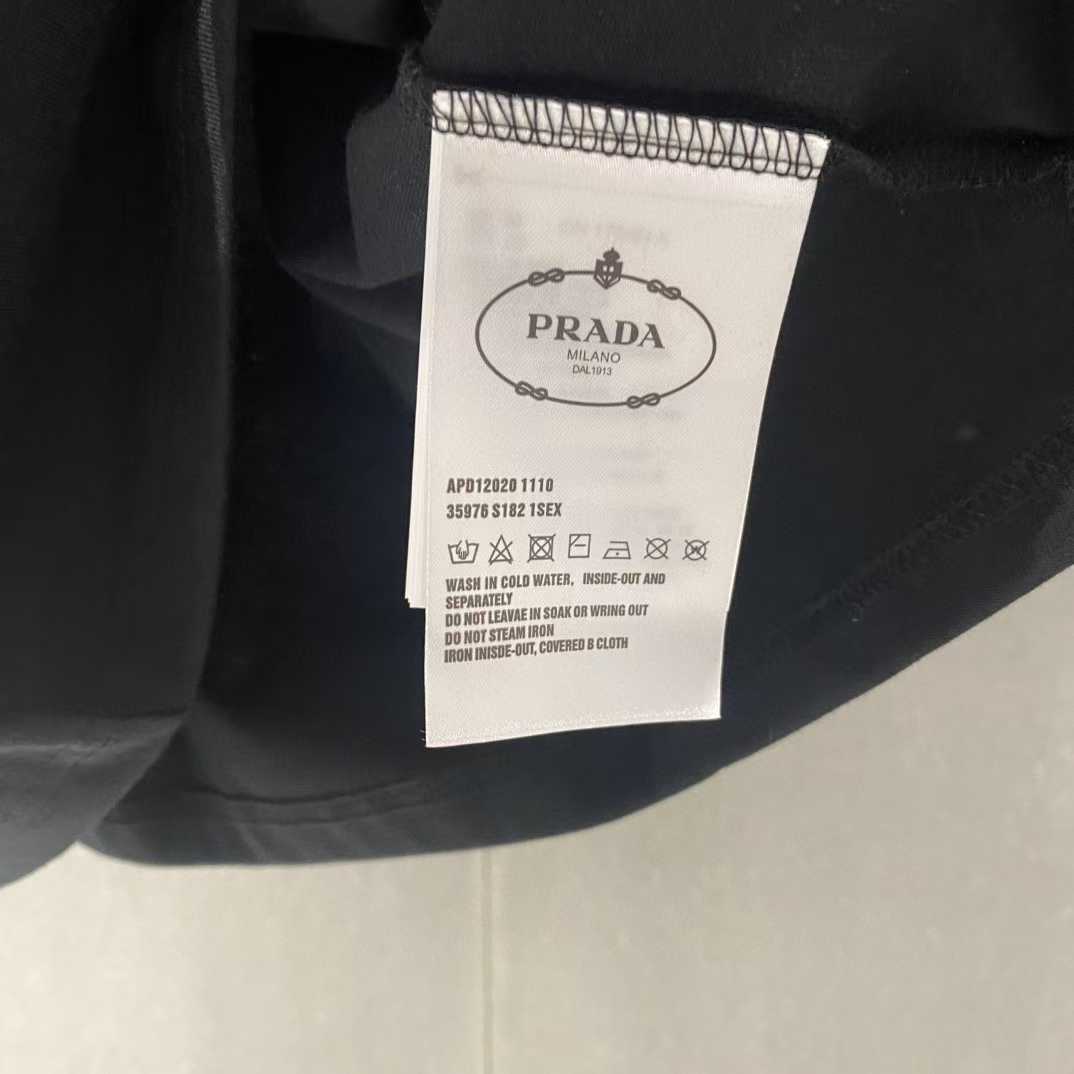 PRADA
MILANO
DAL1913
APD12020 1110
35976 S182 1SEX
WASH IN COLD WATER, INSIDE-OUT AND
SEPARATELY
DO NOT LEAVAE IN SOAK OR WRING OUT
DO NOT STEAM IRON
IRON INISDE-OUT, COVERED B CLOTH